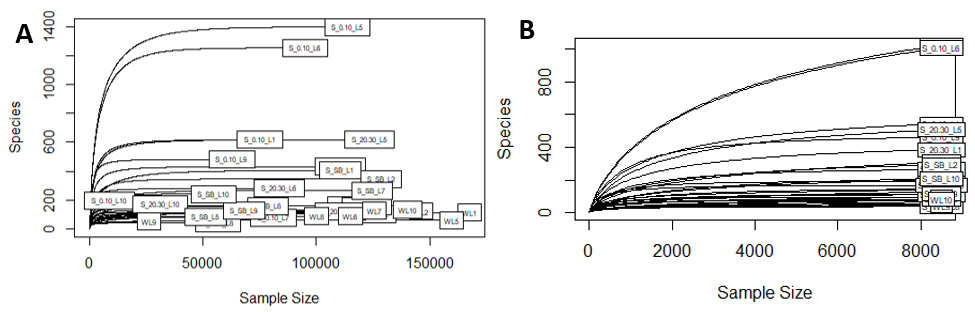 A
Species
1400
1000
600
200
0
S_0.10_L5
S_0.10_L6
S_0.10_L1
S_20.30_L5
S_0.10_L9
S_SB_L1
S_SB_L2
S_20.30_L6
S_SB_L7
S_SB_L10
S_0.10_L10
S_20.30_L10
S_SB_L5
S_SB_L9
WL9
WL8
WL6
WL7
WL10
WL5
WL1
0
50000
100000
150000
Sample Size
B
Species
800
400
0
S_0.10_L6
S_20.30_L5
S_20.30_L1
S_SB_L2
S_SB_L10
WL10
0
2000
4000
6000
8000
Sample Size